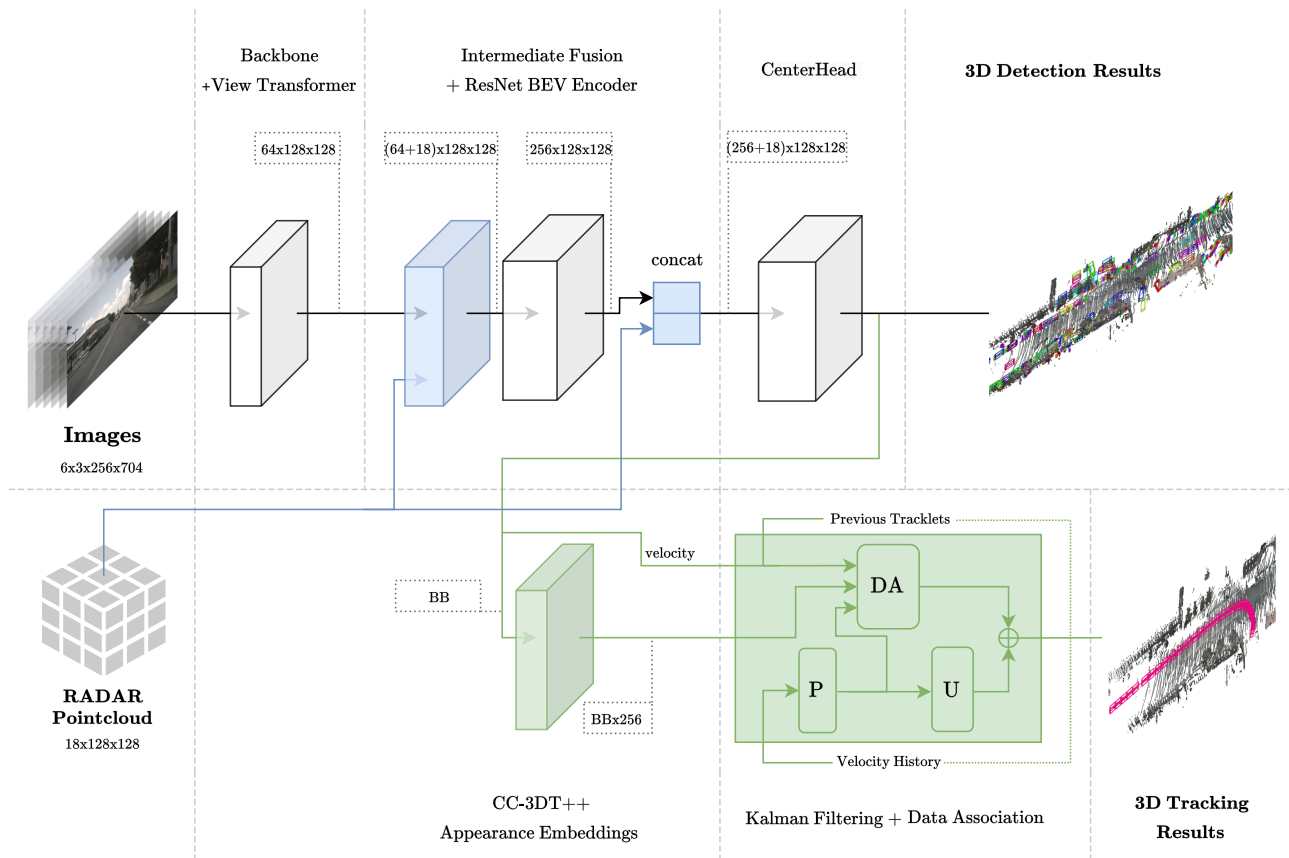 Backbone
+View Transformer
Intermediate Fusion
+ ResNet BEV Encoder
CenterHead
3D Detection Results
64x128x128
(64+18)x128x128
256x128x128
(256+18)x128x128
concat
Images
6x3x256x704
Previous Tracklets
velocity
DA
BB
P
U
RADAR
Pointcloud
18x128x128
BBx256
Velocity History
CC-3DT++
Appearance Embeddings
Kalman Filtering + Data Association
3D Tracking
Results